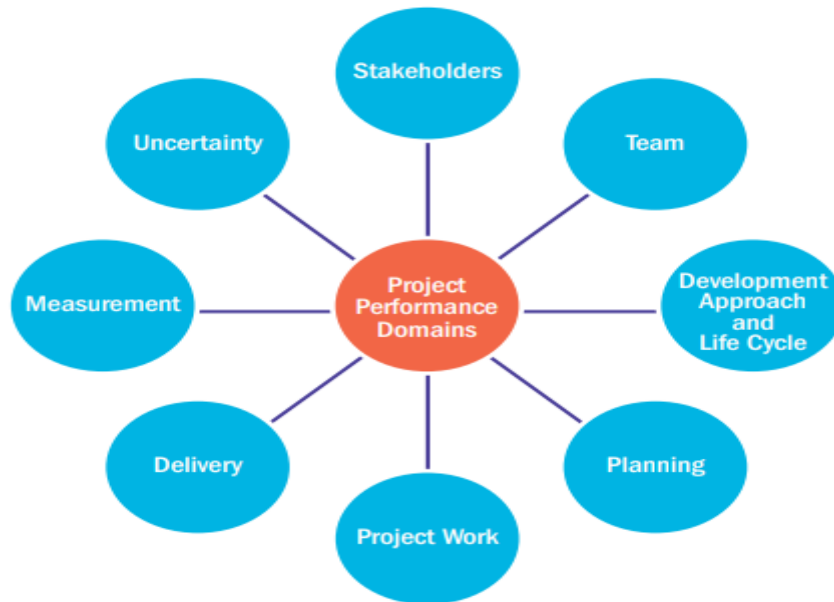 Stakeholders
Uncertainty
Team
Measurement
Project
Performance
Domains
Development
Approach
and
Life Cycle
Delivery
Planning
Project Work